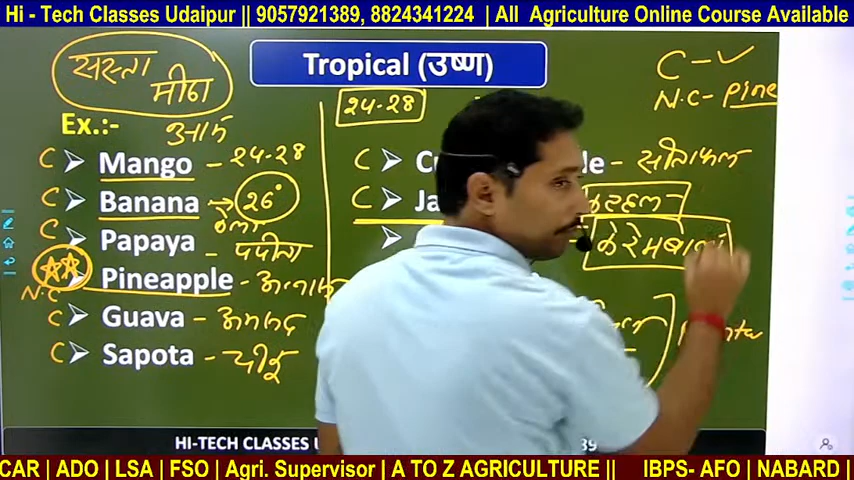 Hi - Tech Classes Udaipur || 9057921389, 8824341224 | All Agriculture Online Course Available
सस्ता
मीठा
Tropical (उष्ण)
C - ✓
N.C - Pine
24-28
Ex.:-
आम
C ➤ Mango - 24-28
C ➤ Banana → 26°
केला
C ➤ Papaya - पपीता
N.C ➤ Pineapple -
C ➤ Guava - अमरूद
C ➤ Sapota - चीकू
C ➤ - सीताफल
C ➤ Ja कटहल
➤
HI-TECH CLASSES U
CAR | ADO | LSA | FSO | Agri. Supervisor | A TO Z AGRICULTURE || IBPS- AFO | NABARD |